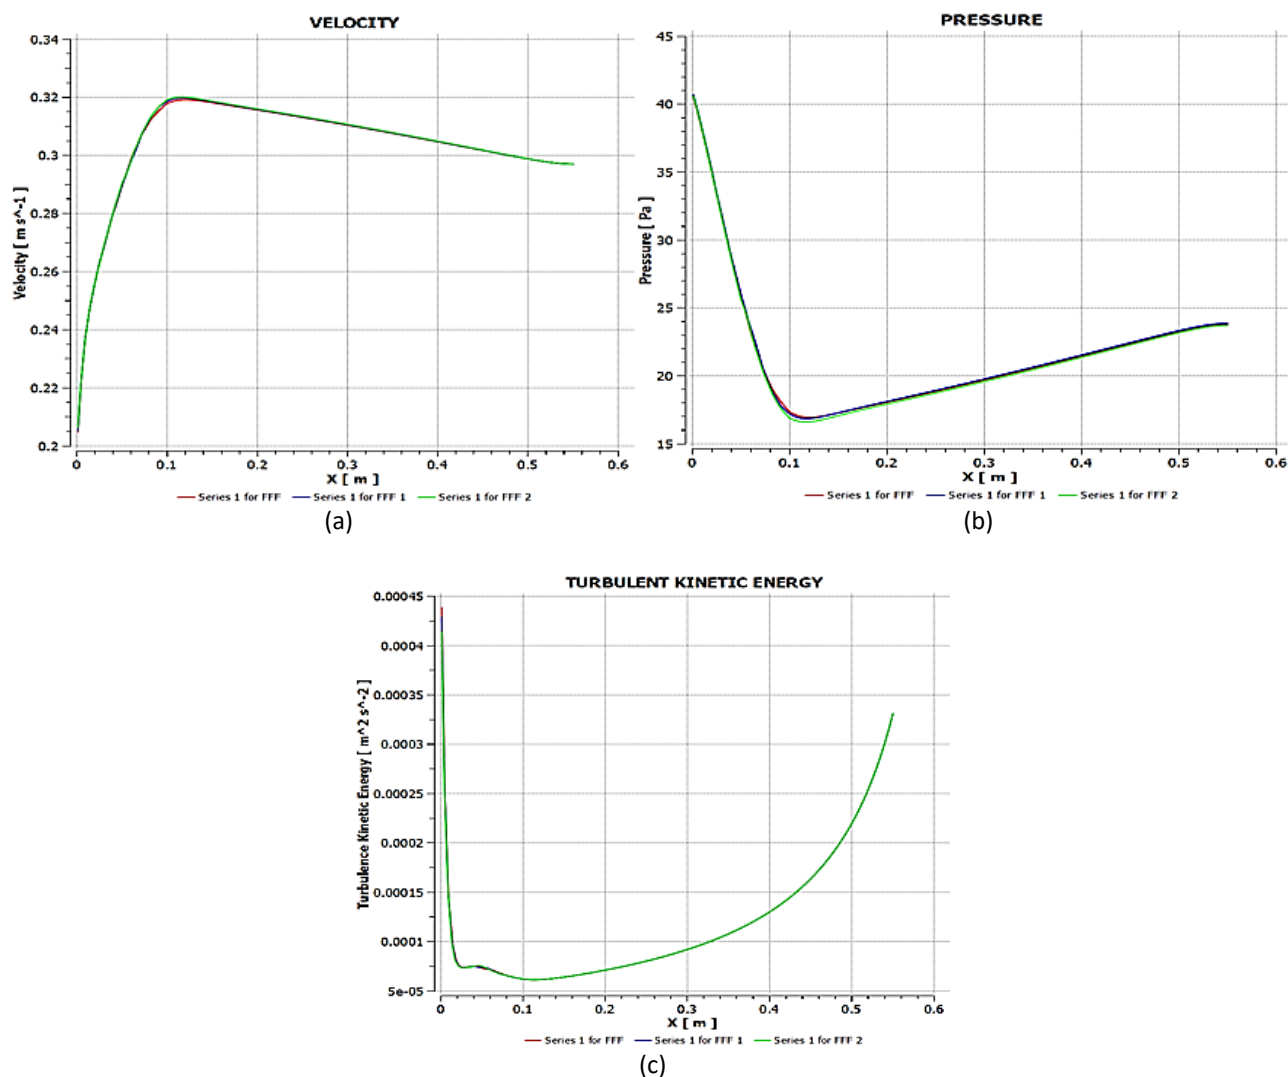 VELOCITY
0.34
0.32
0.3
0.28
0.26
0.24
0.22
0.2
Velocity [ m s^-1 ]
0 0.1 0.2 0.3 0.4 0.5 0.6
X [ m ]
Series 1 for FFF Series 1 for FFF 1 Series 1 for FFF 2
(a)
PRESSURE
45
40
35
30
25
20
15
Pressure [ Pa ]
0 0.1 0.2 0.3 0.4 0.5 0.6
X [ m ]
Series 1 for FFF Series 1 for FFF 1 Series 1 for FFF 2
(b)
TURBULENT KINETIC ENERGY
0.00045
0.0004
0.00035
0.0003
0.00025
0.0002
0.00015
0.0001
5e-05
Turbulence Kinetic Energy [ m^2 s^-2 ]
0 0.1 0.2 0.3 0.4 0.5 0.6
X [ m ]
Series 1 for FFF Series 1 for FFF 1 Series 1 for FFF 2
(c)